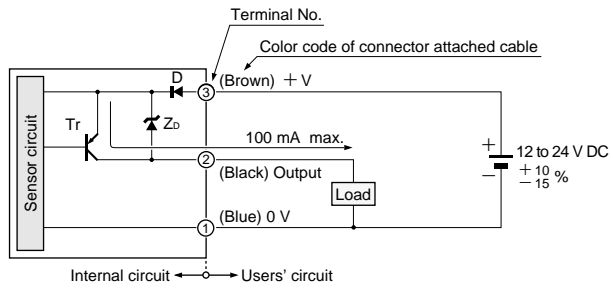 Terminal No.
Color code of connector attached cable
D
3
(Brown) +V
Tr
ZD
100 mA max.
Sensor circuit
2
(Black) Output
Load
+
−
12 to 24 V DC
+10
−15 %
1
(Blue) 0 V
Internal circuit
Users' circuit